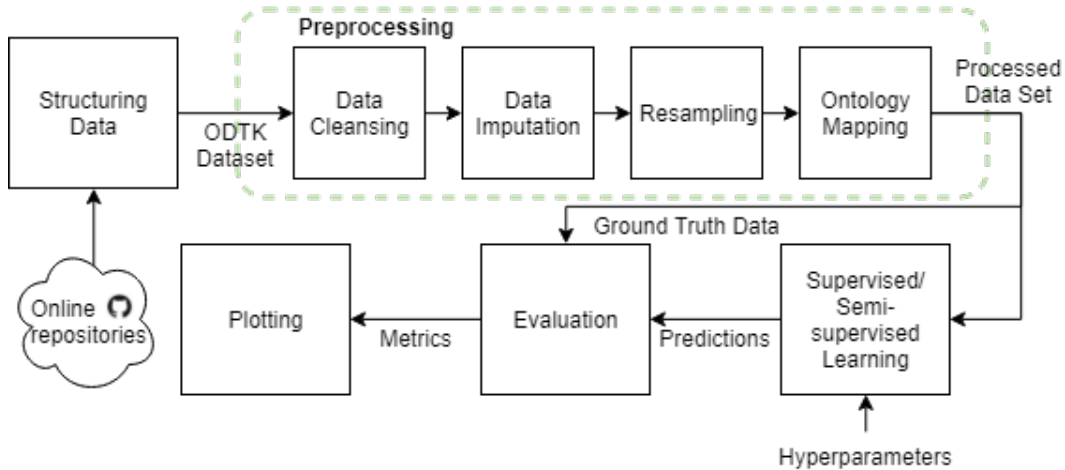 Preprocessing
Structuring
Data
ODTK
Dataset
Data
Cleansing
Data
Imputation
Resampling
Ontology
Mapping
Processed
Data Set
Ground Truth Data
Online
repositories
Plotting
Metrics
Evaluation
Predictions
Supervised/
Semi-
supervised
Learning
Hyperparameters